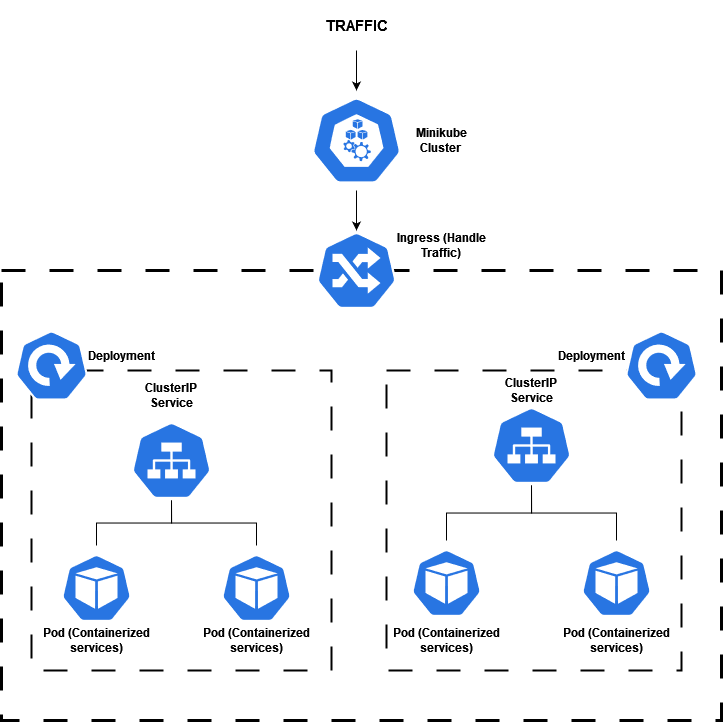 TRAFFIC
Minikube
Cluster
Ingress (Handle
Traffic)
Deployment
Deployment
ClusterIP
Service
ClusterIP
Service
Pod (Containerized
services)
Pod (Containerized
services)
Pod (Containerized
services)
Pod (Containerized
services)